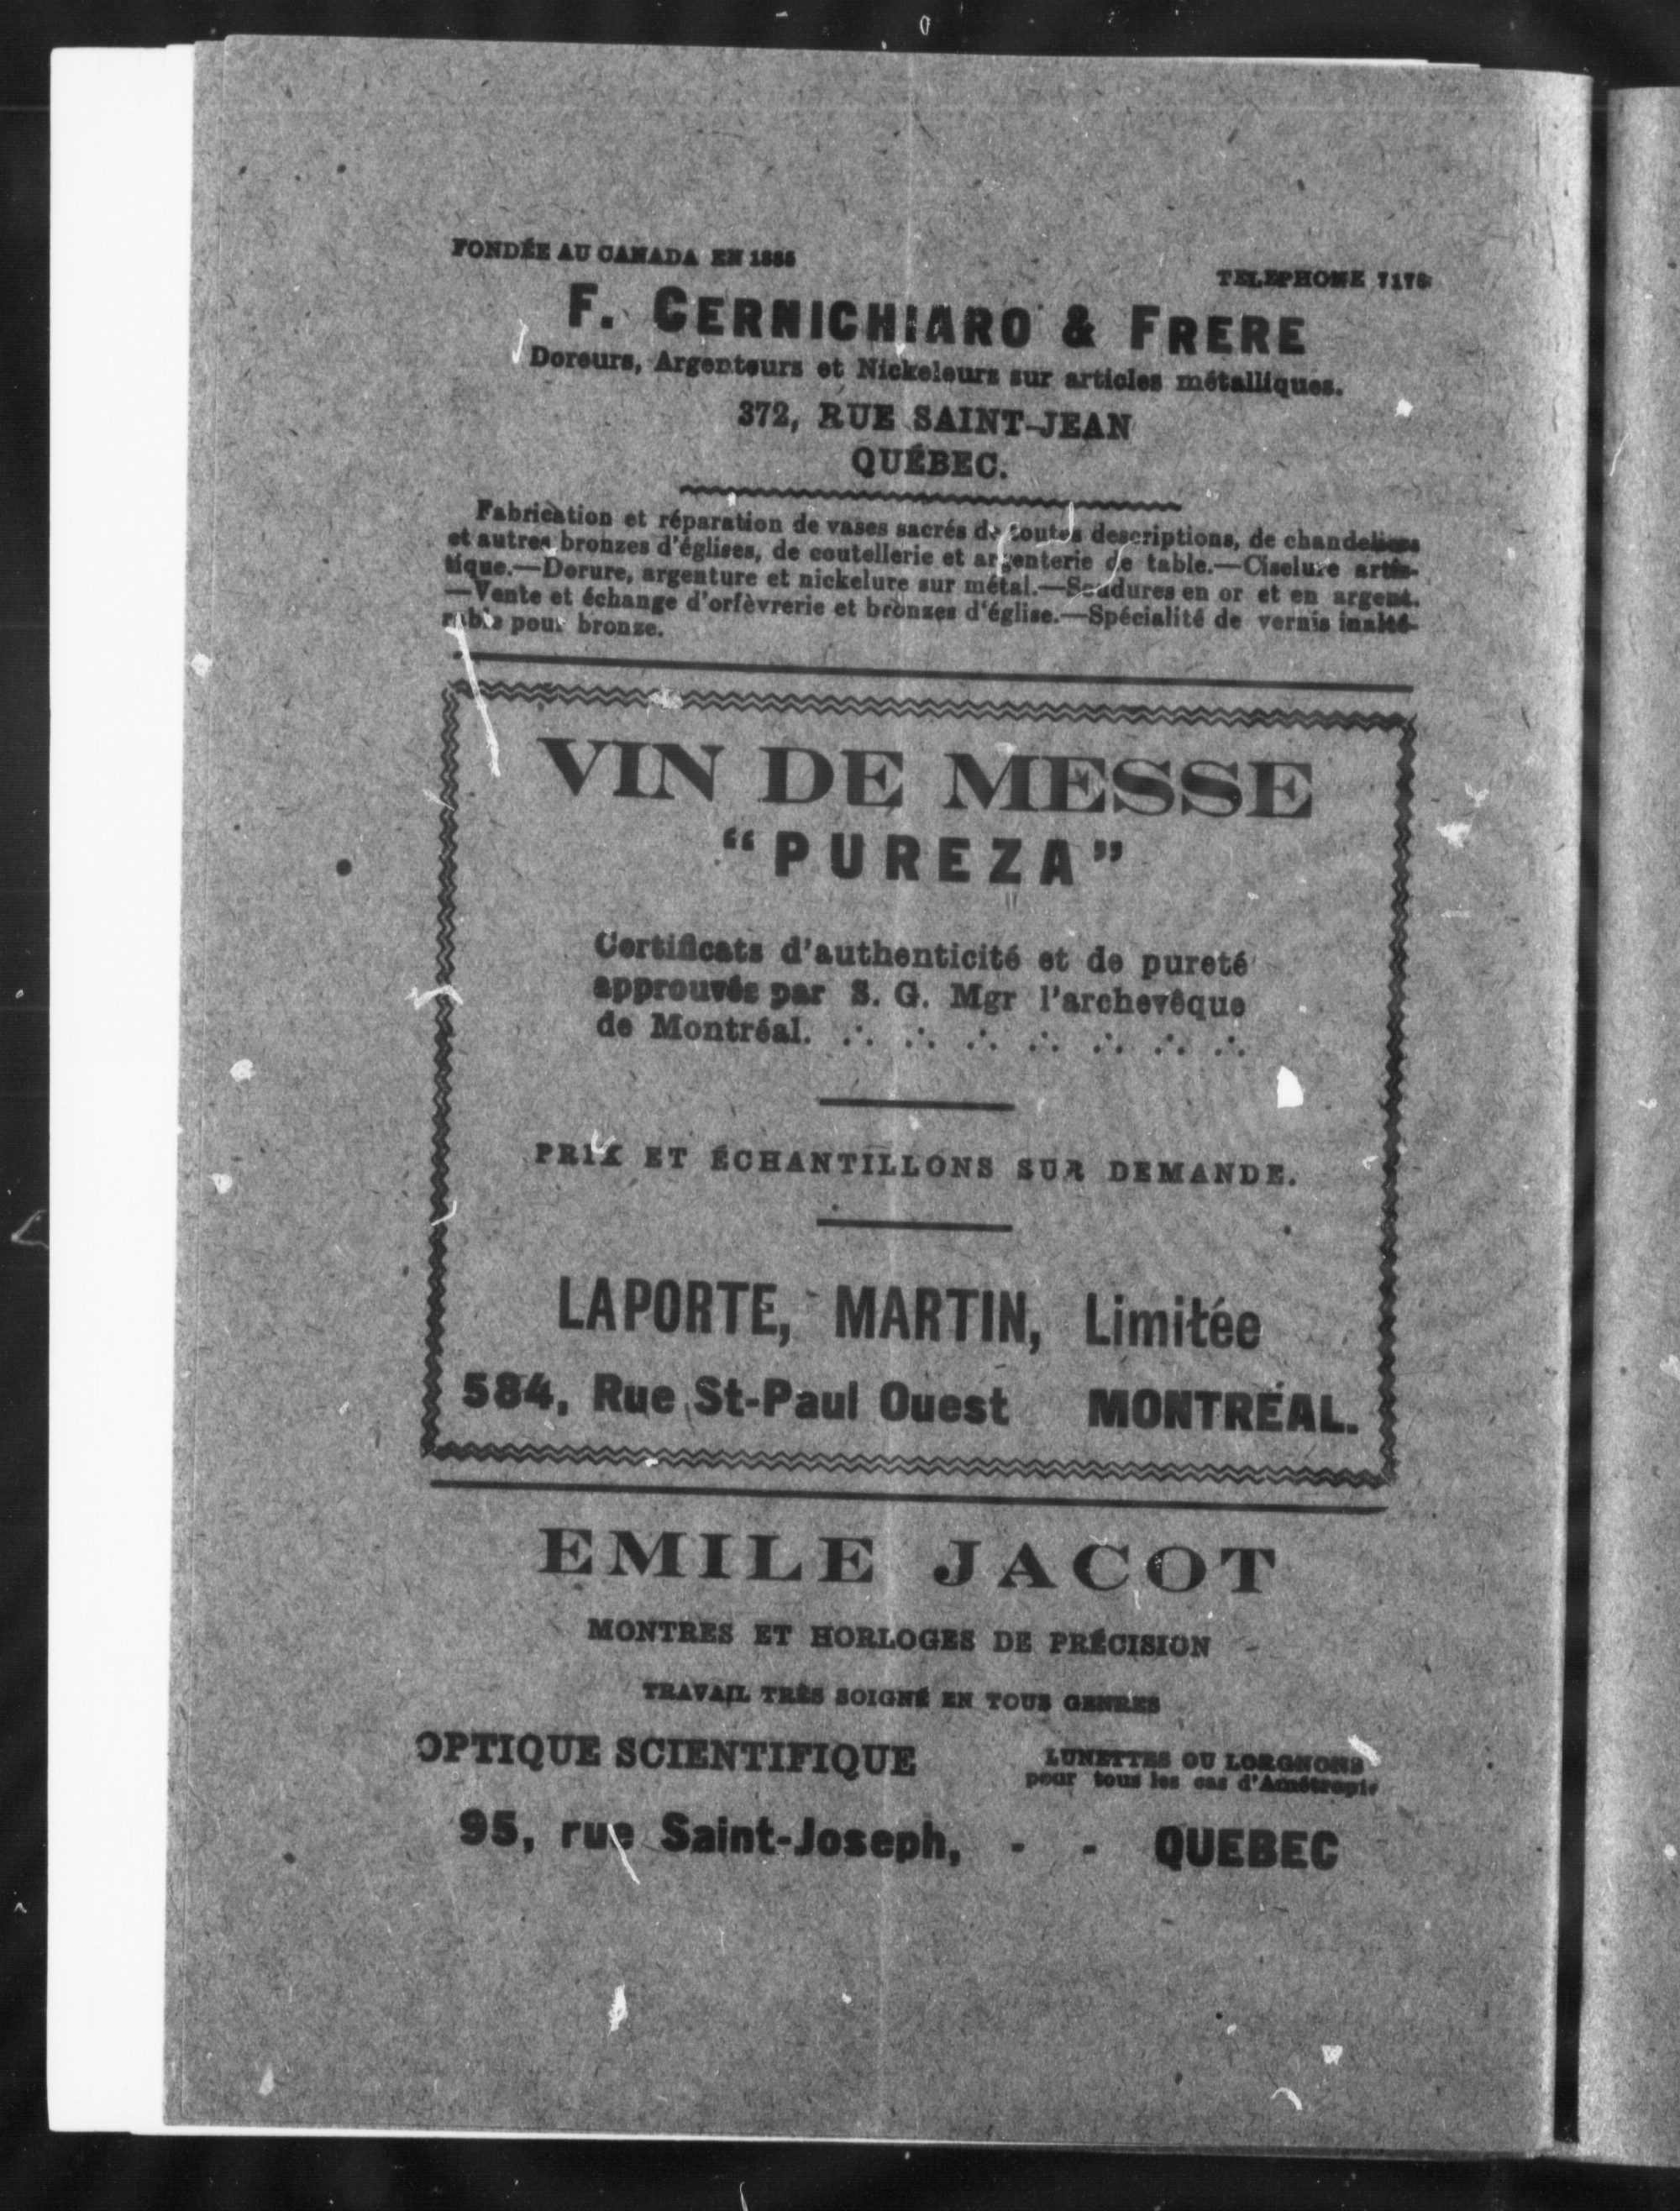 FONDÉE AU CANADA EN 1885
TELEPHONE 7178
F. CERNICHIARO & FRERE
Doreurs, Argenteurs et Nickeleurs sur articles métalliques.
372, RUE SAINT-JEAN
QUÉBEC.
Fabrication et réparation de vases sacrés de toutes descriptions, de chandeliers
et autres bronzes d'églises, de coutellerie et argenterie de table.—Ciselure artis-
tique.—Dorure, argenture et nickelure sur métal.—Soudures en or et en argent.
—Vente et échange d'orfèvrerie et bronzes d'église.—Spécialité de vernis inalté-
rable pour bronze.
VIN DE MESSE
“PUREZA”
Certificats d'authenticité et de pureté
approuvés par S. G. Mgr l'archevêque
de Montréal. ∴ ∴ ∴ ∴ ∴ ∴ ∴
PRIX ET ÉCHANTILLONS SUR DEMANDE.
LAPORTE, MARTIN, Limitée
584, Rue St-Paul Ouest MONTRÉAL.
EMILE JACOT
MONTRES ET HORLOGES DE PRÉCISION
TRAVAIL TRÈS SOIGNÉ EN TOUS GENRES
OPTIQUE SCIENTIFIQUE
LUNETTES OU LORGNONS
pour tous les cas d'Amétropie
95, rue Saint-Joseph, - - QUEBEC